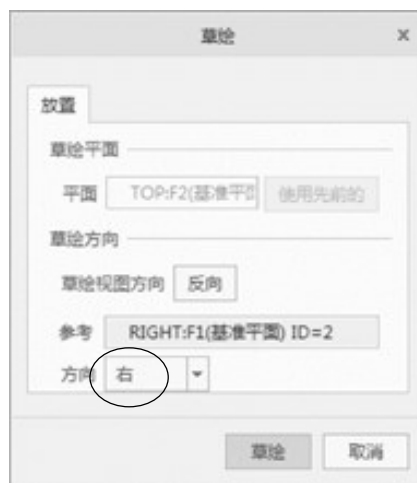 草绘
放置
草绘平面
平面 TOP:F2(基准平面 使用先前的
草绘方向
草绘视图方向 反向
参考 RIGHT:F1(基准平面) ID=2
方向 右
草绘 取消